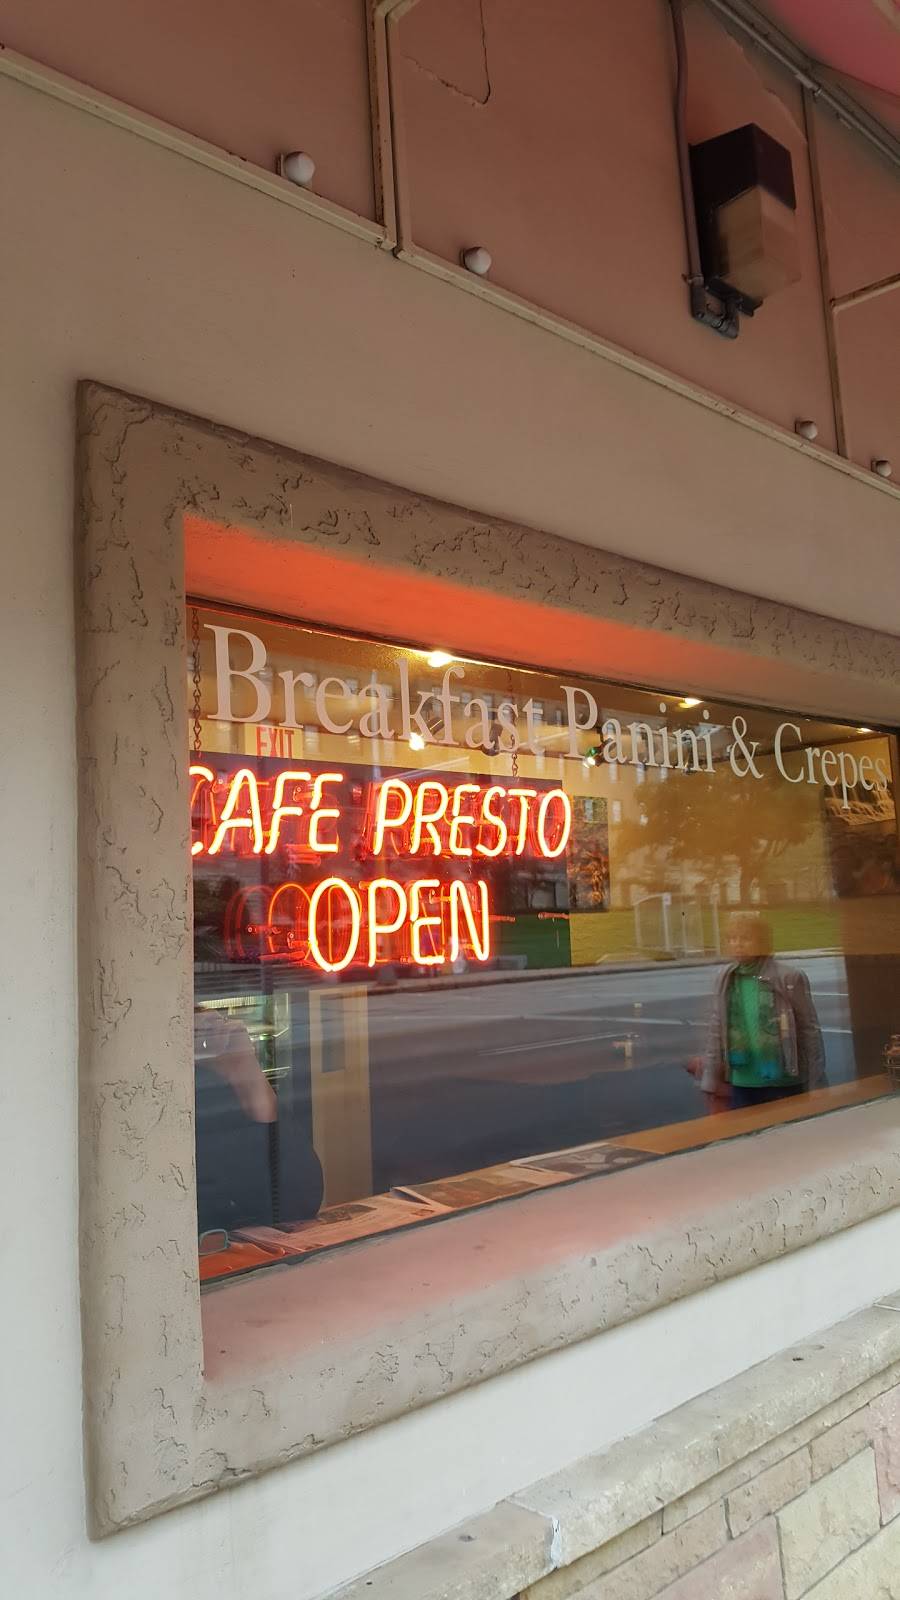 Breakfast Panini & Crepes
EXIT
CAFE PRESTO
OPEN